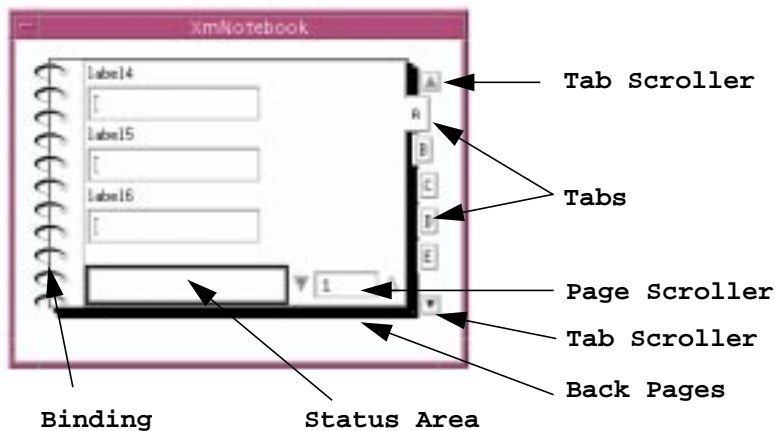 XmNotebook
label4
Tab Scroller
A
label5
B
C
Tabs
label6
D
E
1
Page Scroller
Tab Scroller
Back Pages
Binding
Status Area